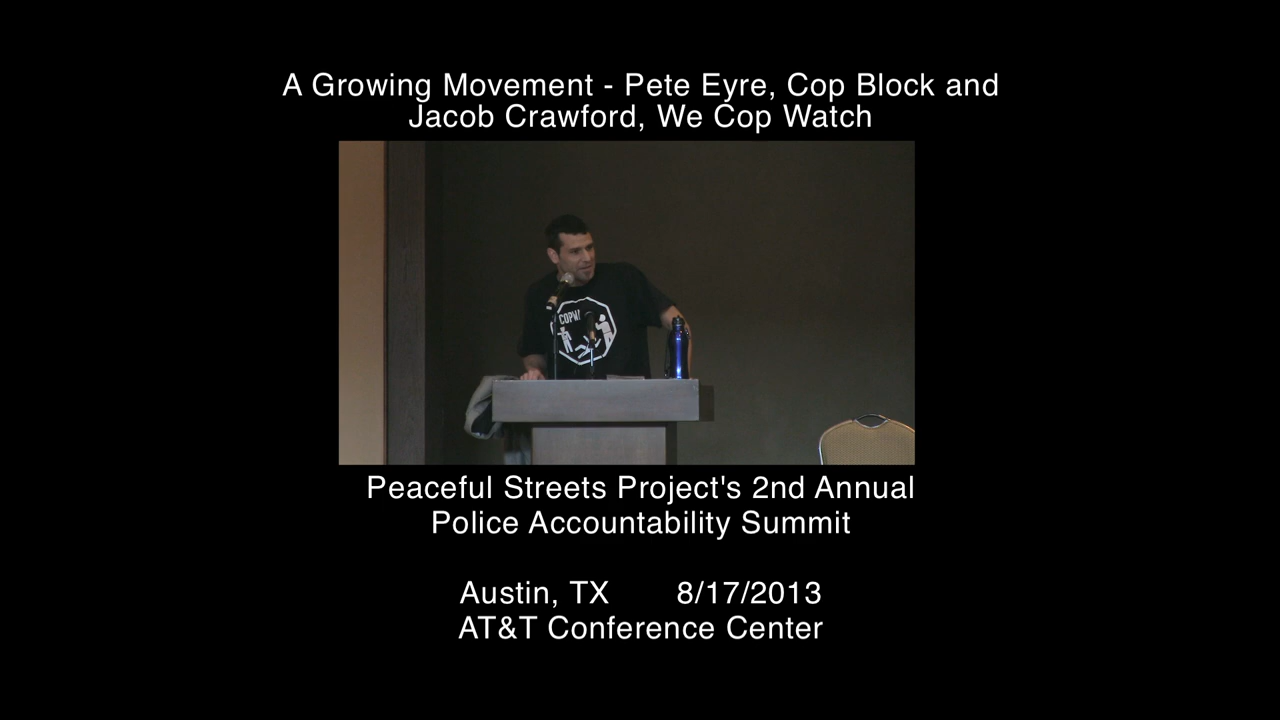 A Growing Movement - Pete Eyre, Cop Block and
Jacob Crawford, We Cop Watch
Peaceful Streets Project's 2nd Annual
Police Accountability Summit
Austin, TX 8/17/2013
AT&T Conference Center